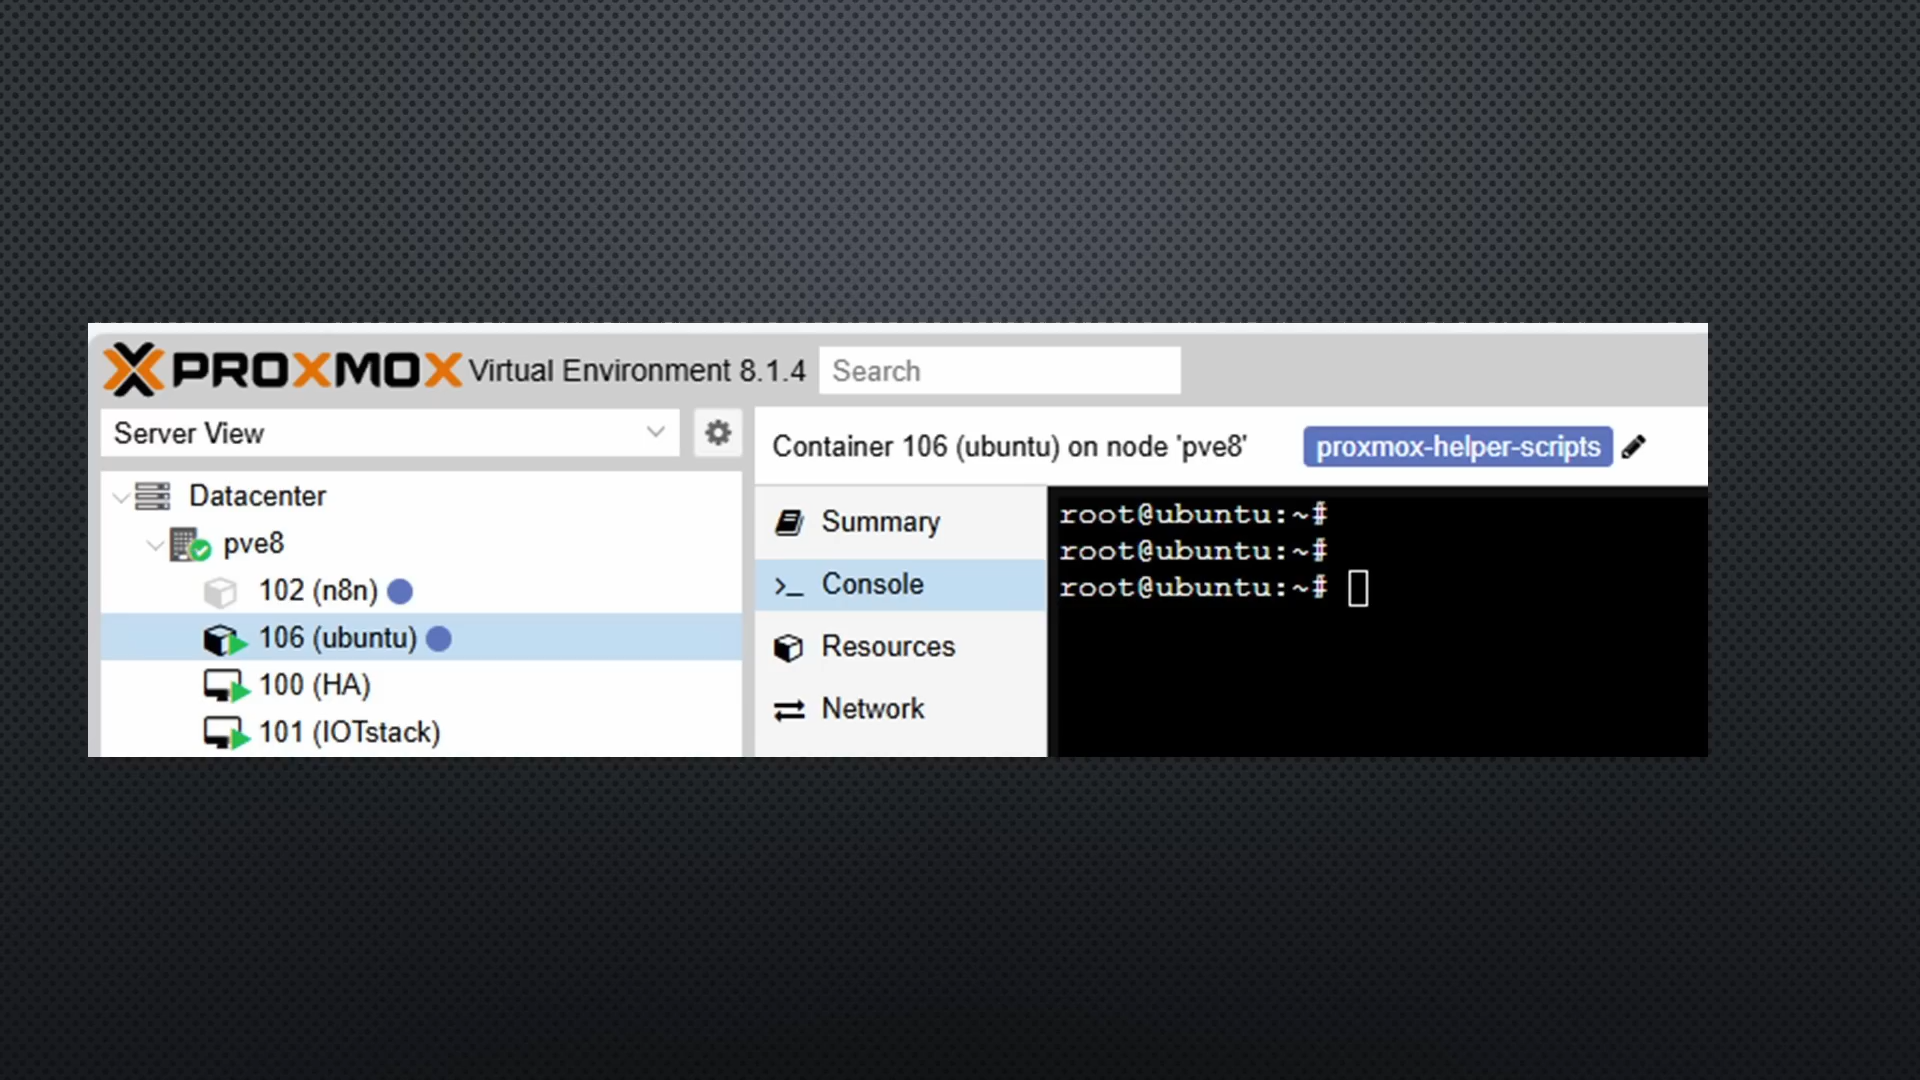 PROXMOX Virtual Environment 8.1.4 Search
Server View
Datacenter
pve8
102 (n8n)
106 (ubuntu)
100 (HA)
101 (IOTstack)
Container 106 (ubuntu) on node 'pve8' proxmox-helper-scripts
Summary
Console
Resources
Network
root@ubuntu:~#
root@ubuntu:~#
root@ubuntu:~#